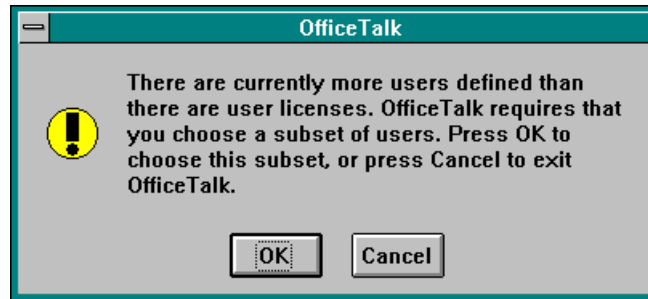 OfficeTalk
There are currently more users defined than
there are user licenses. OfficeTalk requires that
you choose a subset of users. Press OK to
choose this subset, or press Cancel to exit
OfficeTalk.
OK
Cancel